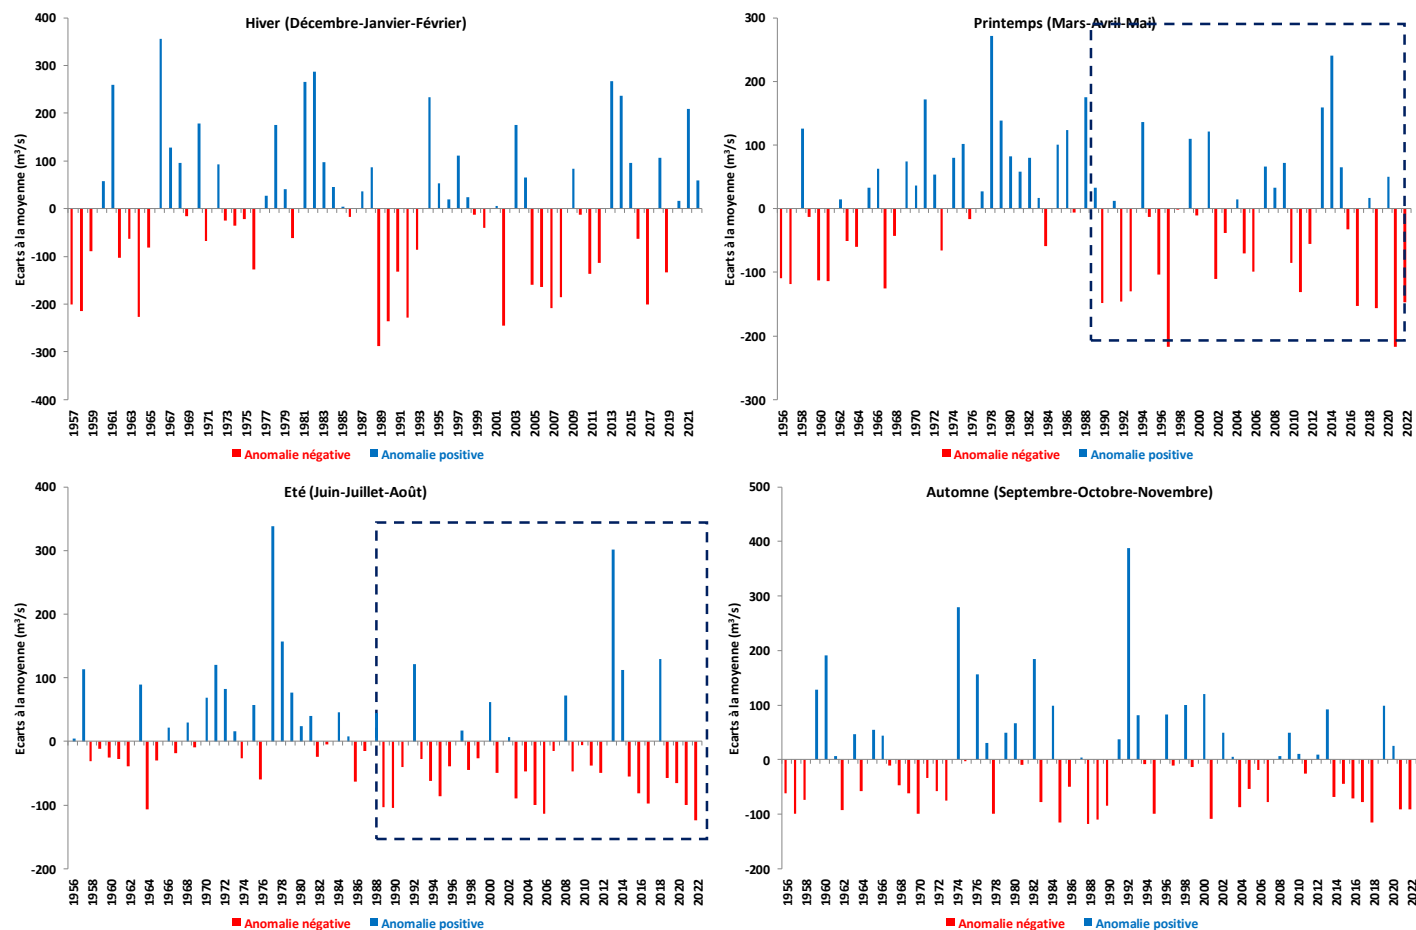 Hiver (Décembre-Janvier-Février)
Ecarts à la moyenne (m³/s)
400
300
200
100
0
-100
-200
-300
-400
1957 1959 1961 1963 1965 1967 1969 1971 1973 1975 1977 1979 1981 1983 1985 1987 1989 1991 1993 1995 1997 1999 2001 2003 2005 2007 2009 2011 2013 2015 2017 2019 2021
Anomalie négative Anomalie positive
Printemps (Mars-Avril-Mai)
Ecarts à la moyenne (m³/s)
300
200
100
0
-100
-200
-300
1956 1958 1960 1962 1964 1966 1968 1970 1972 1974 1976 1978 1980 1982 1984 1986 1988 1990 1992 1994 1996 1998 2000 2002 2004 2006 2008 2010 2012 2014 2016 2018 2020 2022
Anomalie négative Anomalie positive
Eté (Juin-Juillet-Août)
Ecarts à la moyenne (m³/s)
400
300
200
100
0
-100
-200
1956 1958 1960 1962 1964 1966 1968 1970 1972 1974 1976 1978 1980 1982 1984 1986 1988 1990 1992 1994 1996 1998 2000 2002 2004 2006 2008 2010 2012 2014 2016 2018 2020 2022
Anomalie négative Anomalie positive
Automne (Septembre-Octobre-Novembre)
Ecarts à la moyenne (m³/s)
500
400
300
200
100
0
-100
-200
1956 1958 1960 1962 1964 1966 1968 1970 1972 1974 1976 1978 1980 1982 1984 1986 1988 1990 1992 1994 1996 1998 2000 2002 2004 2006 2008 2010 2012 2014 2016 2018 2020 2022
Anomalie négative Anomalie positive